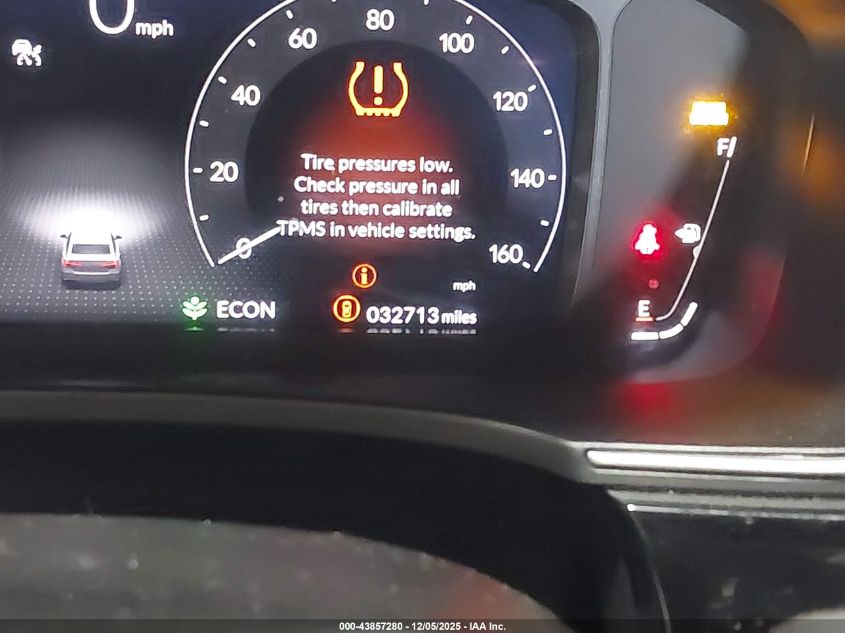 0 mph
80
60
100
40
120
20
140
0
160
Tire pressures low.
Check pressure in all
tires then calibrate
TPMS in vehicle settings.
mph
ECON
032713 miles
F
E
000-43857280 - 12/05/2025 - IAA Inc.